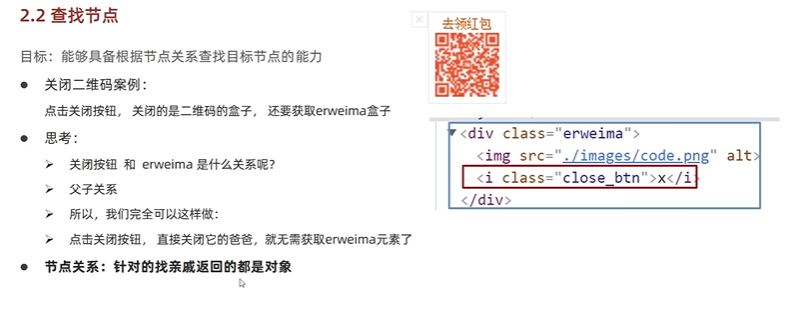 2.2 查找节点
目标：能够具备根据节点关系查找目标节点的能力
● 关闭二维码案例：
点击关闭按钮， 关闭的是二维码的盒子， 还要获取erweima盒子
● 思考：
➢ 关闭按钮 和 erweima 是什么关系呢？
➢ 父子关系
➢ 所以，我们完全可以这样做：
➢ 点击关闭按钮， 直接关闭它的爸爸，就无需获取erweima元素了
● 节点关系：针对的找亲戚返回的都是对象
×
去领红包
▼<div class="erweima">
<img src="./images/code.png" alt>
<i class="close_btn">x</i>
</div>